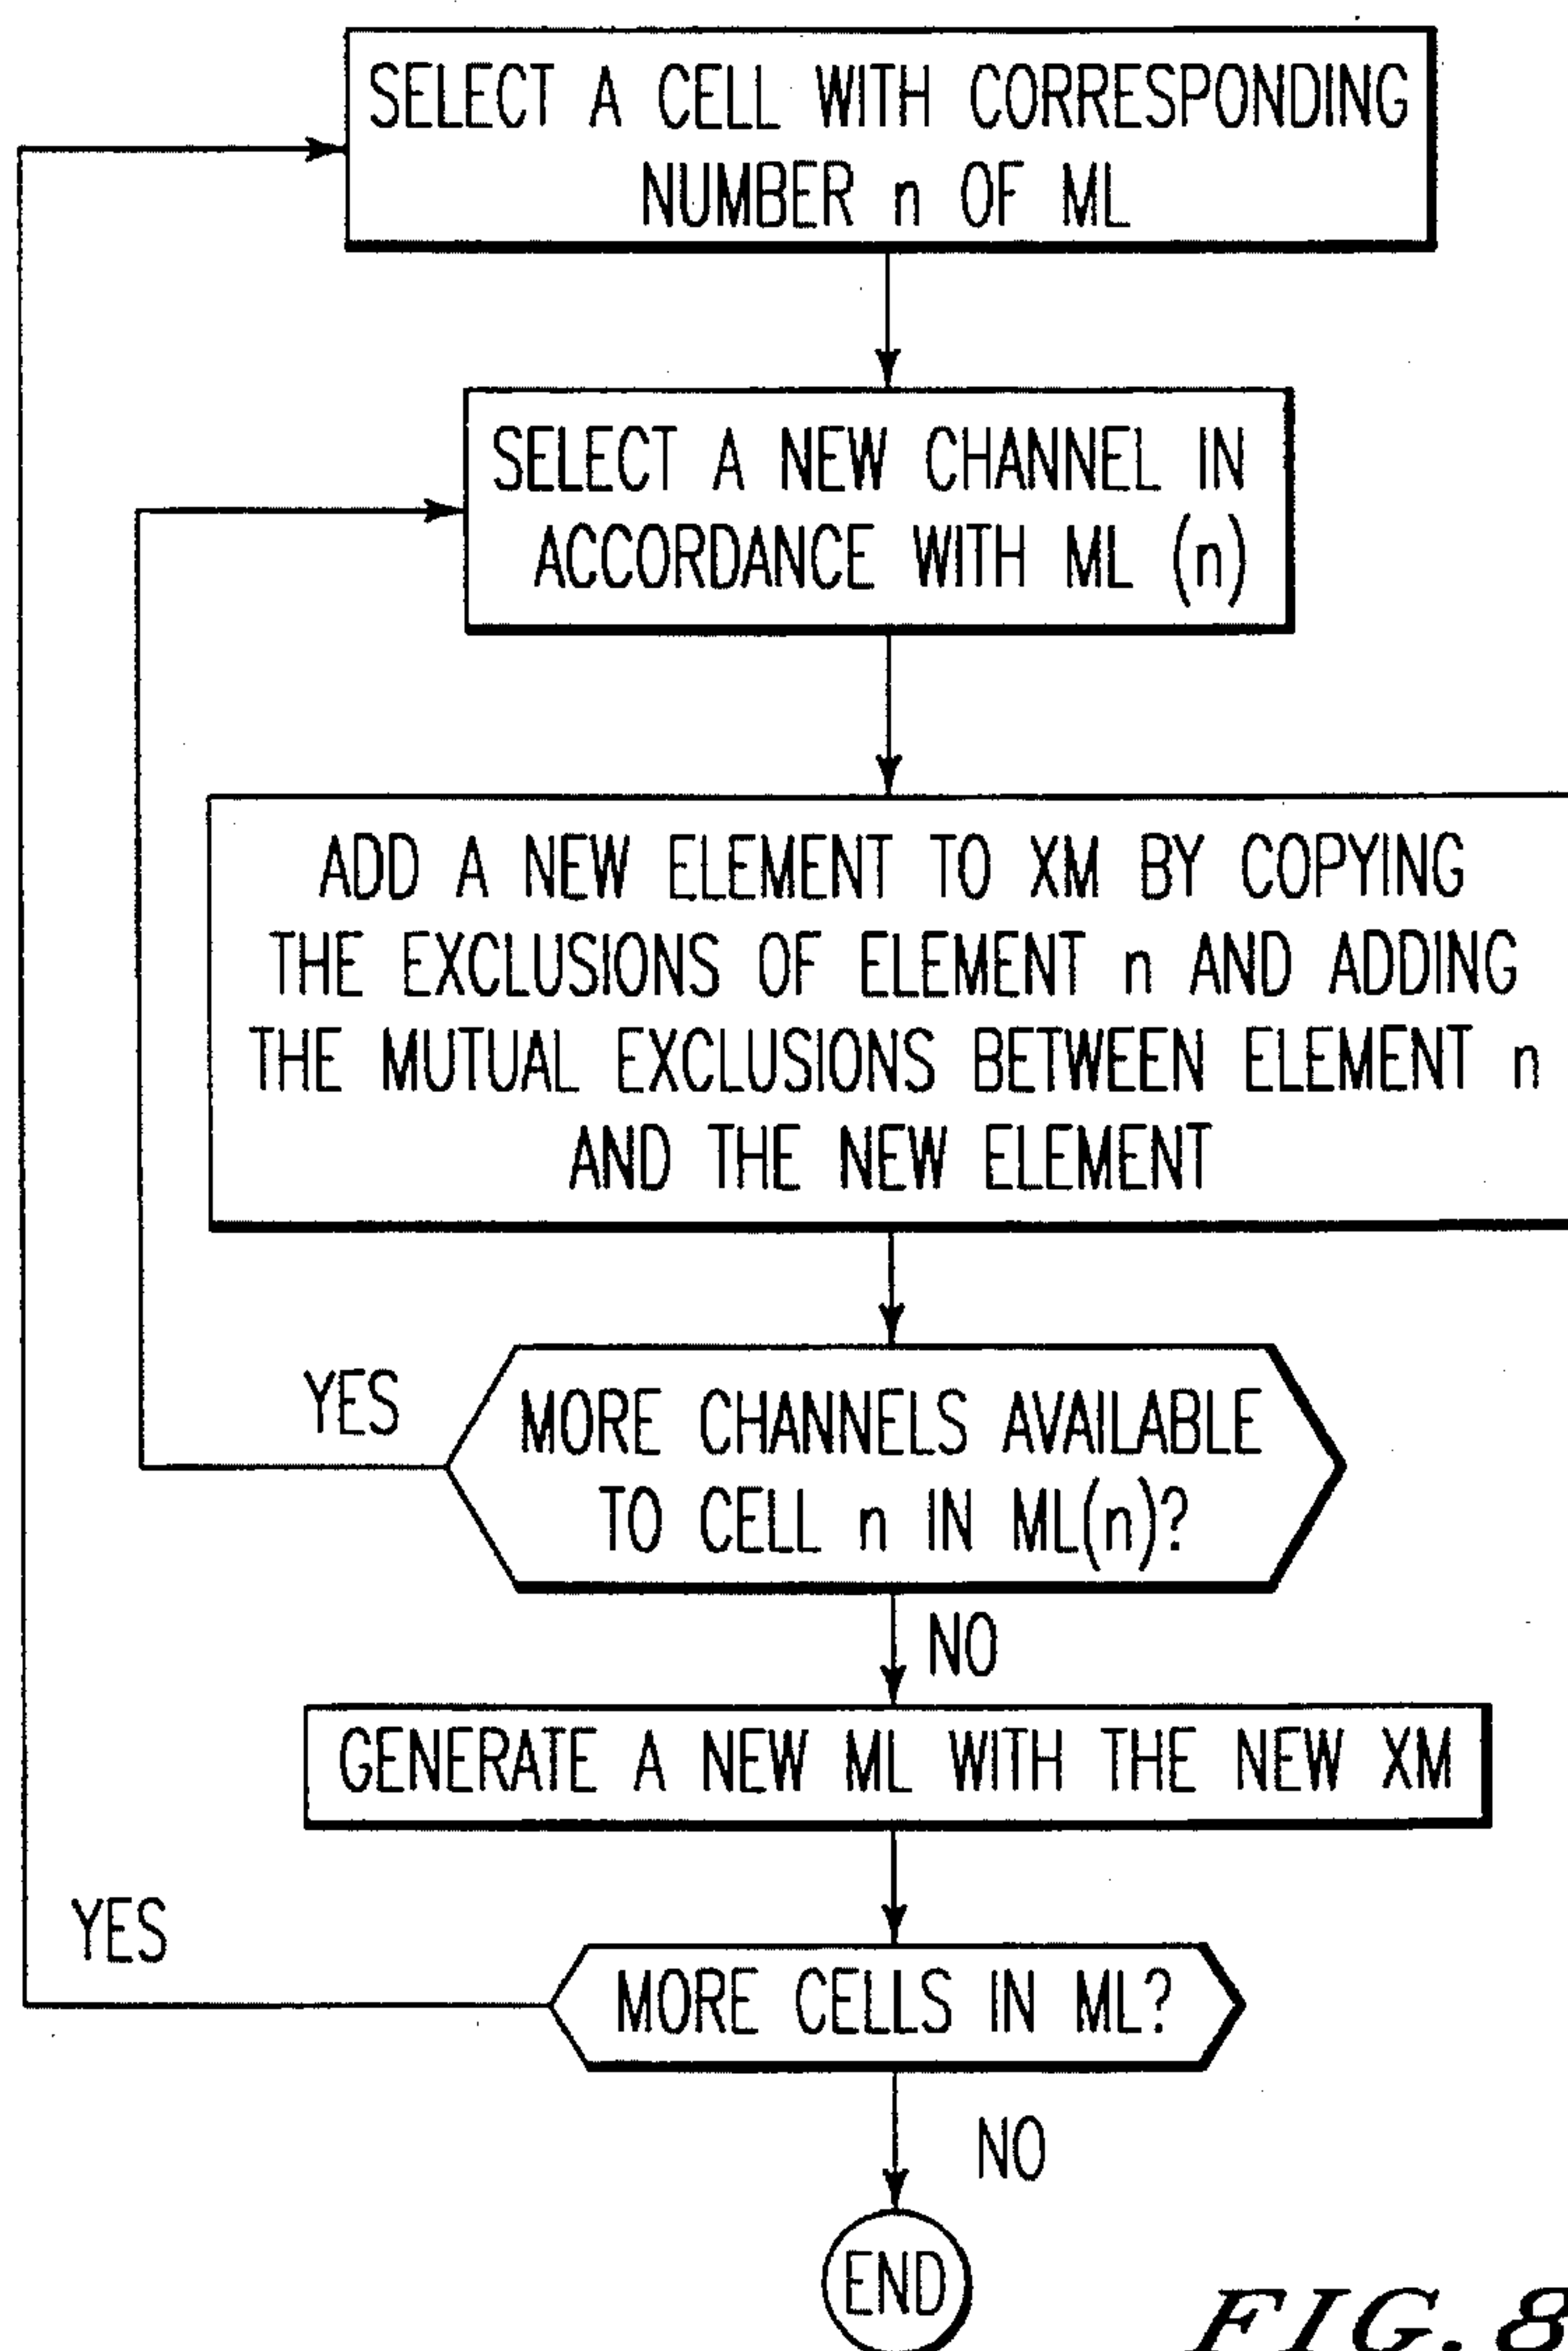 SELECT A CELL WITH CORRESPONDING
NUMBER n OF ML
SELECT A NEW CHANNEL IN
ACCORDANCE WITH ML (n)
ADD A NEW ELEMENT TO XM BY COPYING
THE EXCLUSIONS OF ELEMENT n AND ADDING
THE MUTUAL EXCLUSIONS BETWEEN ELEMENT n
AND THE NEW ELEMENT
YES
MORE CHANNELS AVAILABLE
TO CELL n IN ML(n)?
NO
GENERATE A NEW ML WITH THE NEW XM
YES
MORE CELLS IN ML?
NO
END
FIG. 8